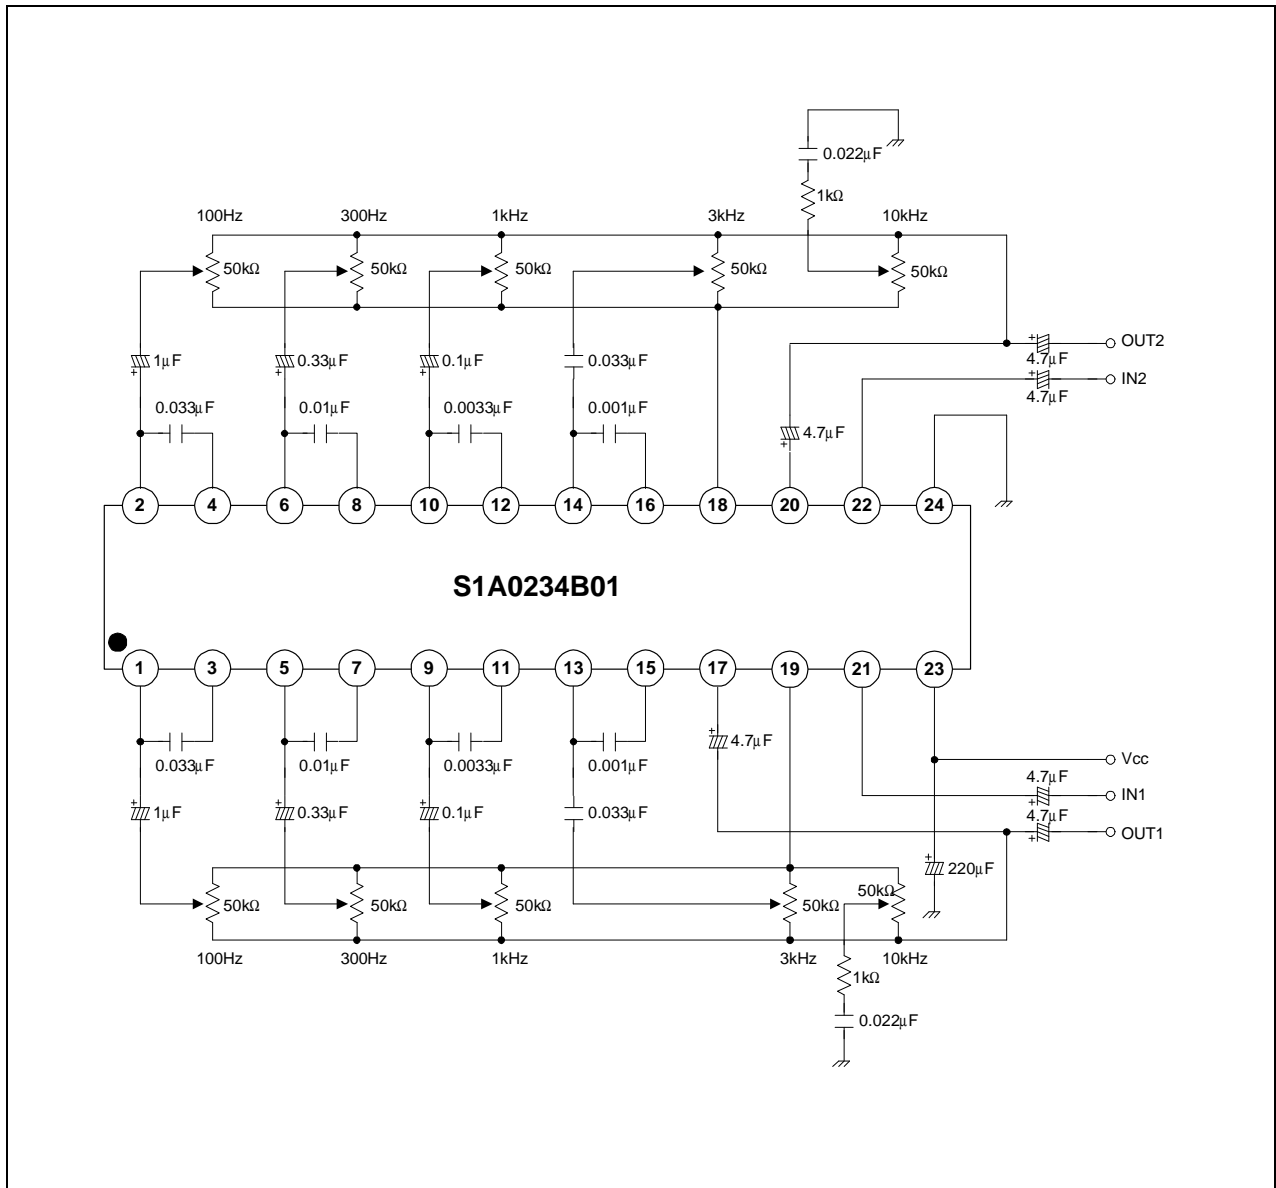 0.022μF
1kΩ
100Hz 300Hz 1kHz 3kHz 10kHz
50kΩ 50kΩ 50kΩ 50kΩ 50kΩ
+ OUT2
4.7μF
1μF 0.33μF 0.1μF 0.033μF
+ + +
+ IN2
4.7μF
0.033μF 0.01μF 0.0033μF 0.001μF
4.7μF
+
2 4 6 8 10 12 14 16 18 20 22 24
S1A0234B01
1 3 5 7 9 11 13 15 17 19 21 23
+
4.7μF
0.033μF 0.01μF 0.0033μF 0.001μF
Vcc
4.7μF
+ IN1
+ + +
1μF 0.33μF 0.1μF 0.033μF
4.7μF
+ OUT1
+
220μF
50kΩ
50kΩ 50kΩ 50kΩ 50kΩ
100Hz 300Hz 1kHz 3kHz 10kHz
1kΩ
0.022μF